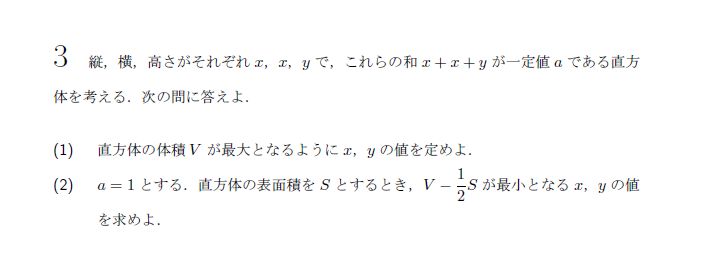 3 縦，横，高さがそれぞれ x，x，y で，これらの和 x + x + y が一定値 a である直方
体を考える．次の問に答えよ．
(1) 直方体の体積 V が最大となるように x，y の値を定めよ．
(2) a = 1 とする．直方体の表面積を S とするとき，V − 1/2 S が最小となる x，y の値
を求めよ．